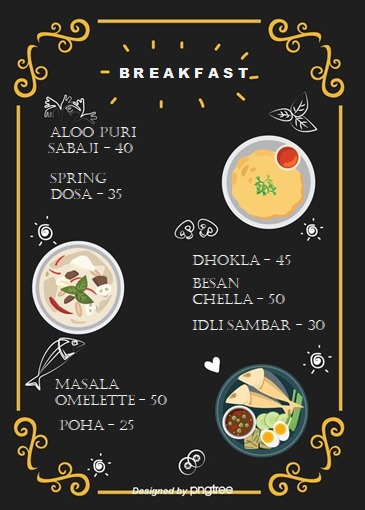 BREAKFAST
ALOO PURI
SABAJI - 40
SPRING
DOSA - 35
DHOKLA - 45
BESAN
CHELLA - 50
IDLI SAMBAR - 30
MASALA
OMELETTE - 50
POHA - 25
Designed by pngtree